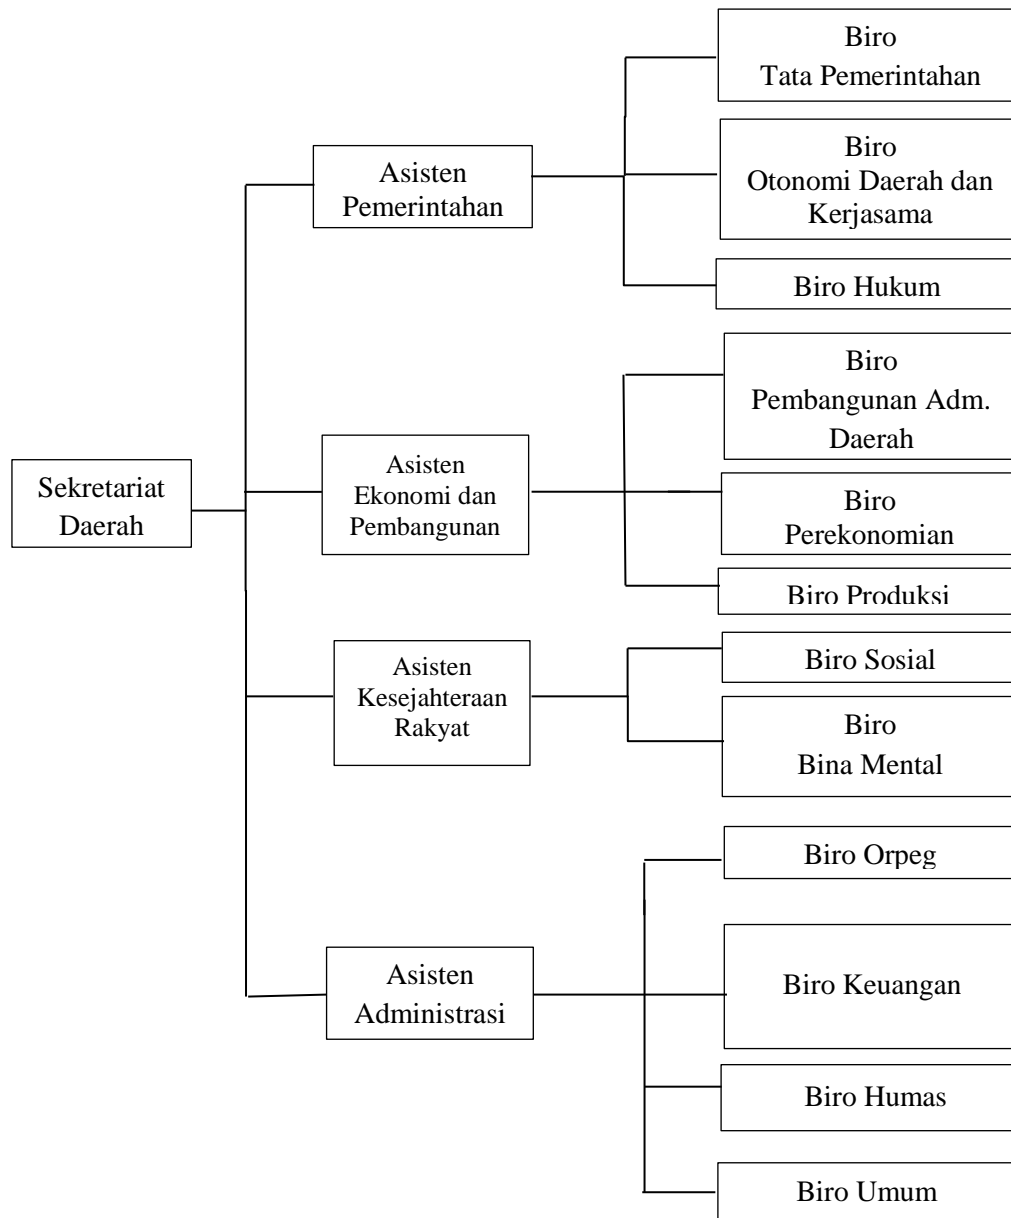 Sekretariat
Daerah
Asisten
Pemerintahan
Biro
Tata Pemerintahan
Biro
Otonomi Daerah dan
Kerjasama
Biro Hukum
Asisten
Ekonomi dan
Pembangunan
Biro
Pembangunan Adm.
Daerah
Biro
Perekonomian
Biro Produksi
Asisten
Kesejahteraan
Rakyat
Biro Sosial
Biro
Bina Mental
Asisten
Administrasi
Biro Orpeg
Biro Keuangan
Biro Humas
Biro Umum